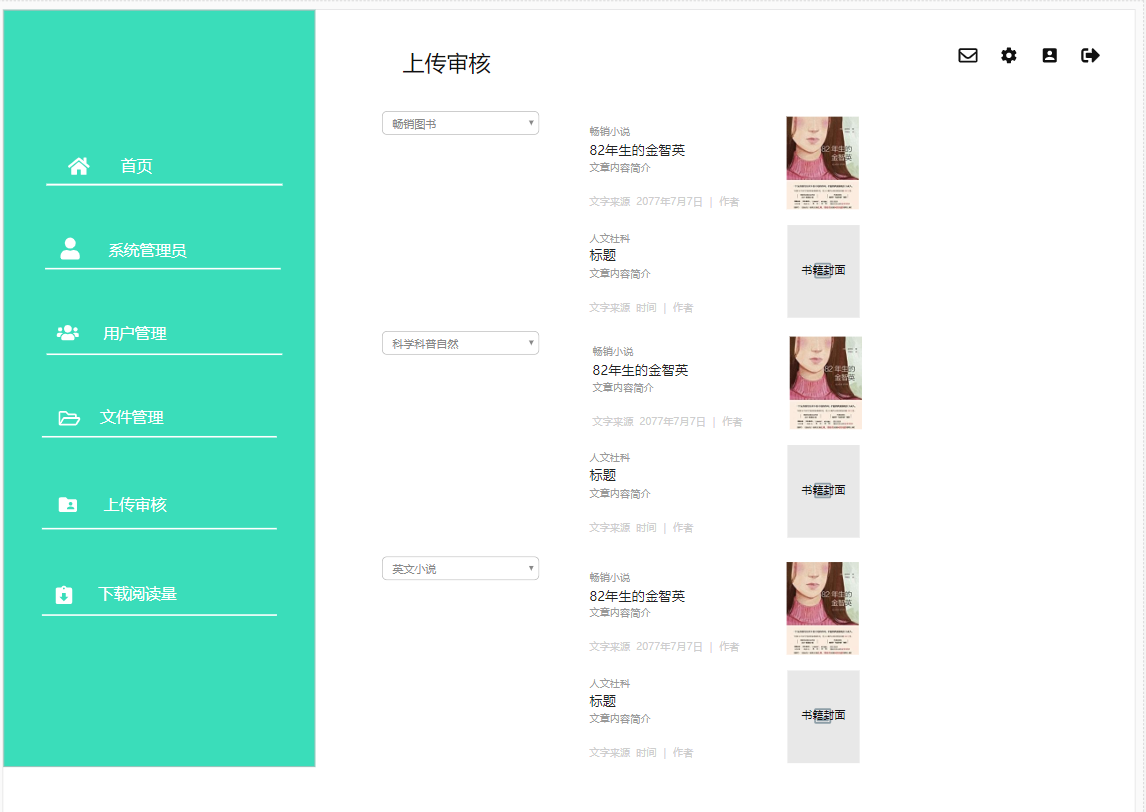 首页
系统管理员
用户管理
文件管理
上传审核
下载阅读量
上传审核
畅销图书
畅销小说
82年生的金智英
文章内容简介
文字来源 2077年7月7日 | 作者
82年生的
金智英
人文社科
标题
文章内容简介
文字来源 时间 | 作者
书籍封面
科学科普自然
畅销小说
82年生的金智英
文章内容简介
文字来源 2077年7月7日 | 作者
82年生的
金智英
人文社科
标题
文章内容简介
文字来源 时间 | 作者
书籍封面
英文小说
畅销小说
82年生的金智英
文章内容简介
文字来源 2077年7月7日 | 作者
82年生的
金智英
人文社科
标题
文章内容简介
文字来源 时间 | 作者
书籍封面